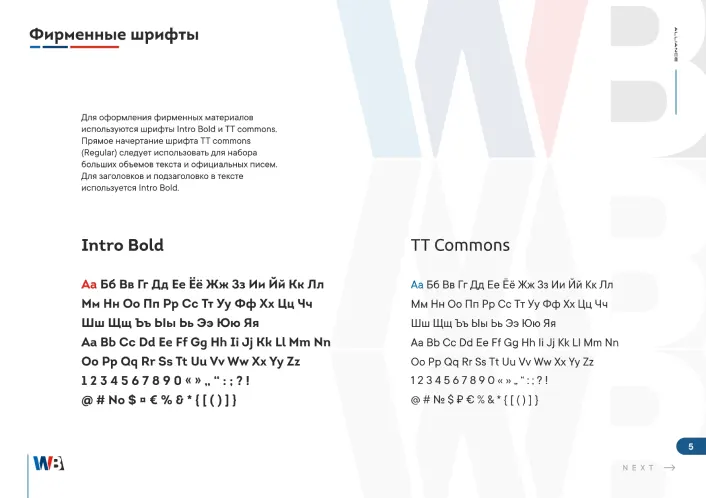 Фирменные шрифты
ALLIANCE
Для оформления фирменных материалов
используются шрифты Intro Bold и TT commons.
Прямое начертание шрифта TT commons
(Regular) следует использовать для набора
больших объемов текста и официальных писем.
Для заголовков и подзаголовко в тексте
используется Intro Bold.
Intro Bold
Аа Бб Вв Гг Дд Ее Ёё Жж Зз Ии Йй Кк Лл
Мм Нн Оо Пп Рр Сс Тт Уу Фф Хх Цц Чч
Шш Щщ Ъъ Ыы Ьь Ээ Юю Яя
Aa Bb Cc Dd Ee Ff Gg Hh Ii Jj Kk Ll Mm Nn
Oo Pp Qq Rr Ss Tt Uu Vv Ww Xx Yy Zz
1 2 3 4 5 6 7 8 9 0 « » „ “ : ; ? !
@ # No $ ¤ € % & * { [ ( ) ] }
TT Commons
Аа Бб Вв Гг Дд Ее Ёё Жж Зз Ии Йй Кк Лл
Мм Нн Оо Пп Рр Сс Тт Уу Фф Хх Цц Чч
Шш Щщ Ъъ Ыы Ьь Ээ Юю Яя
Aa Bb Cc Dd Ee Ff Gg Hh Ii Jj Kk Ll Mm Nn
Oo Pp Qq Rr Ss Tt Uu Vv Ww Xx Yy Zz
1 2 3 4 5 6 7 8 9 0 « » „ “ : ; ? !
@ # № $ ₽ € % & * { [ ( ) ] }
5
WB
NEXT